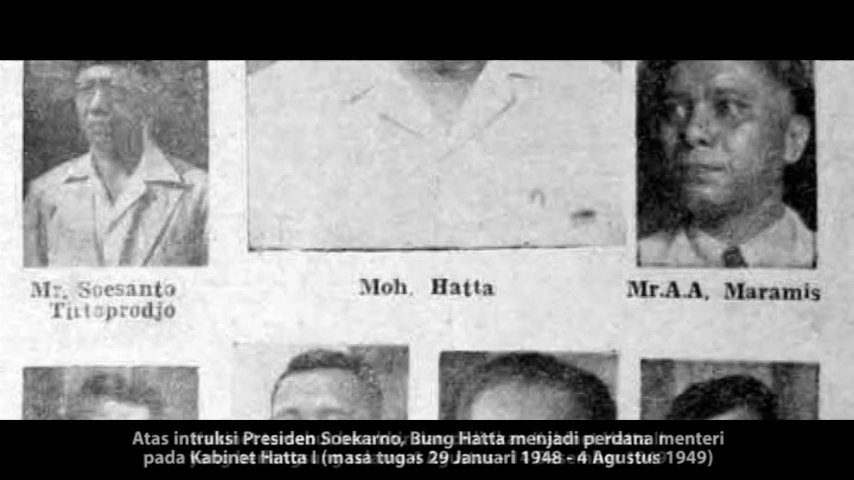 Mr. Soesanto
Tirtoprodjo
Moh. Hatta
Mr.A.A. Maramis
Atas intruksi Presiden Soekarno, Bung Hatta menjadi perdana menteri
pada Kabinet Hatta I (masa tugas 29 Januari 1948 - 4 Agustus 1949)